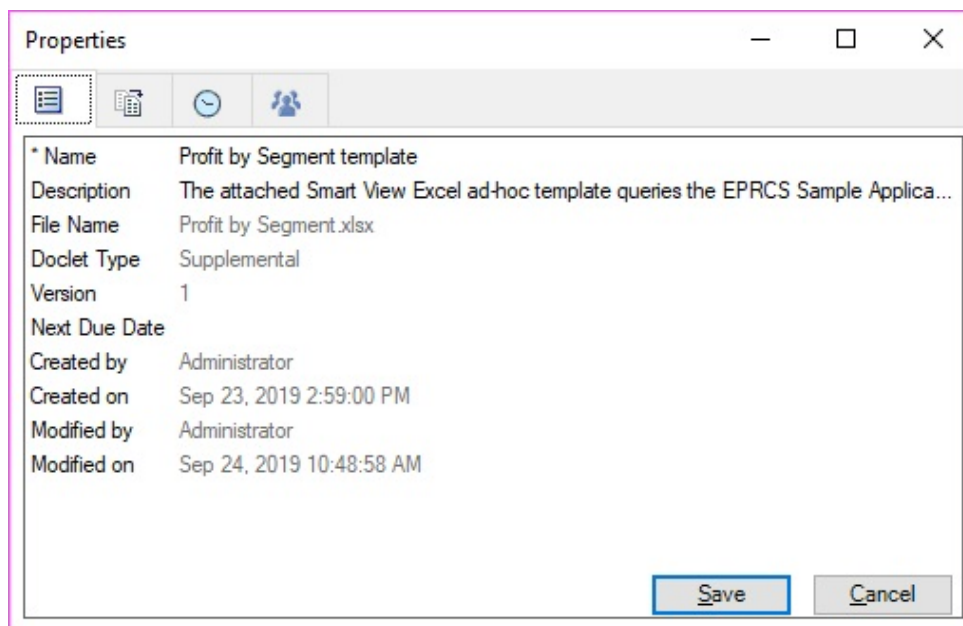 Properties
* Name Profit by Segment template
Description The attached Smart View Excel ad-hoc template queries the EPRCS Sample Applica...
File Name Profit by Segment.xlsx
Doclet Type Supplemental
Version 1
Next Due Date
Created by Administrator
Created on Sep 23, 2019 2:59:00 PM
Modified by Administrator
Modified on Sep 24, 2019 10:48:58 AM
Save Cancel